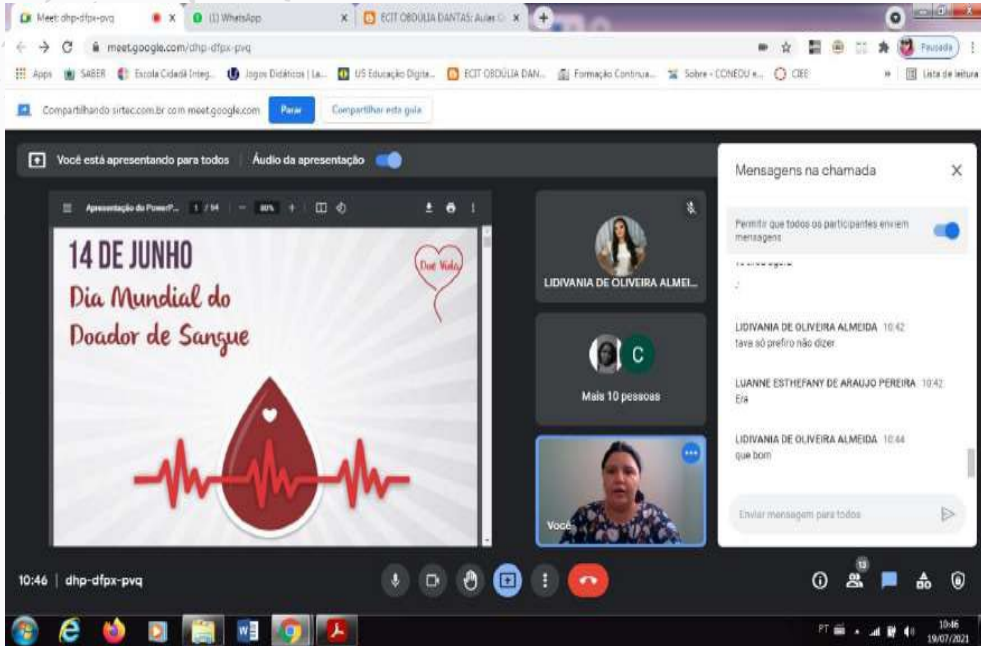 Meet: dhp-dfpx-pvq
(1) WhatsApp
ECIT OBDÚLIA DANTAS: Aulas
meet.google.com/dhp-dfpx-pvq
Pausada
Apps
SABER
Escola Cidadã Integ...
Jogos Didáticos | La...
ECIT OBDÚLIA DAN...
Formação Continua...
Sobre - CONEDU e...
Lista de leitura
Compartilhando sirtec.com.br com meet.google.com
Parar
Compartilhar esta guia
Você está apresentando para todos
Áudio da apresentação
Apresentação do PowerP...
80%
14 DE JUNHO
Dia Mundial do
Doador de Sangue
Doe Vida
LIDIVANIA DE OLIVEIRA ALMEI...
C
Mais 10 pessoas
Você
Mensagens na chamada
Permitir que todos os participantes enviem
mensagens
LIDIVANIA DE OLIVEIRA ALMEIDA 10:42
tava só prefiro não dizer
LUANNE ESTHEFANY DE ARAUJO PEREIRA 10:42
LIDIVANIA DE OLIVEIRA ALMEIDA 10:44
que bom
Enviar mensagem para todos
10:46 | dhp-dfpx-pvq
13
PT
10:46
19/07/2021